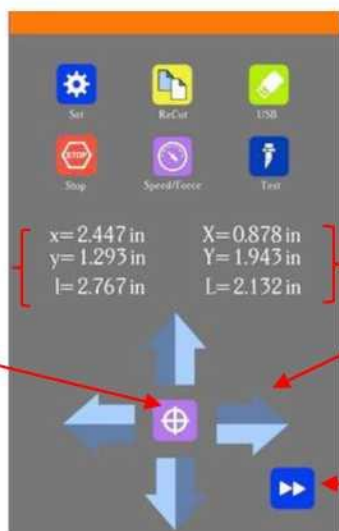 Set ReCut USB
STOP
Stop Speed/Force Test
x=2.447 in X=0.878 in
y=1.293 in Y=1.943 in
l=2.767 in L=2.132 in